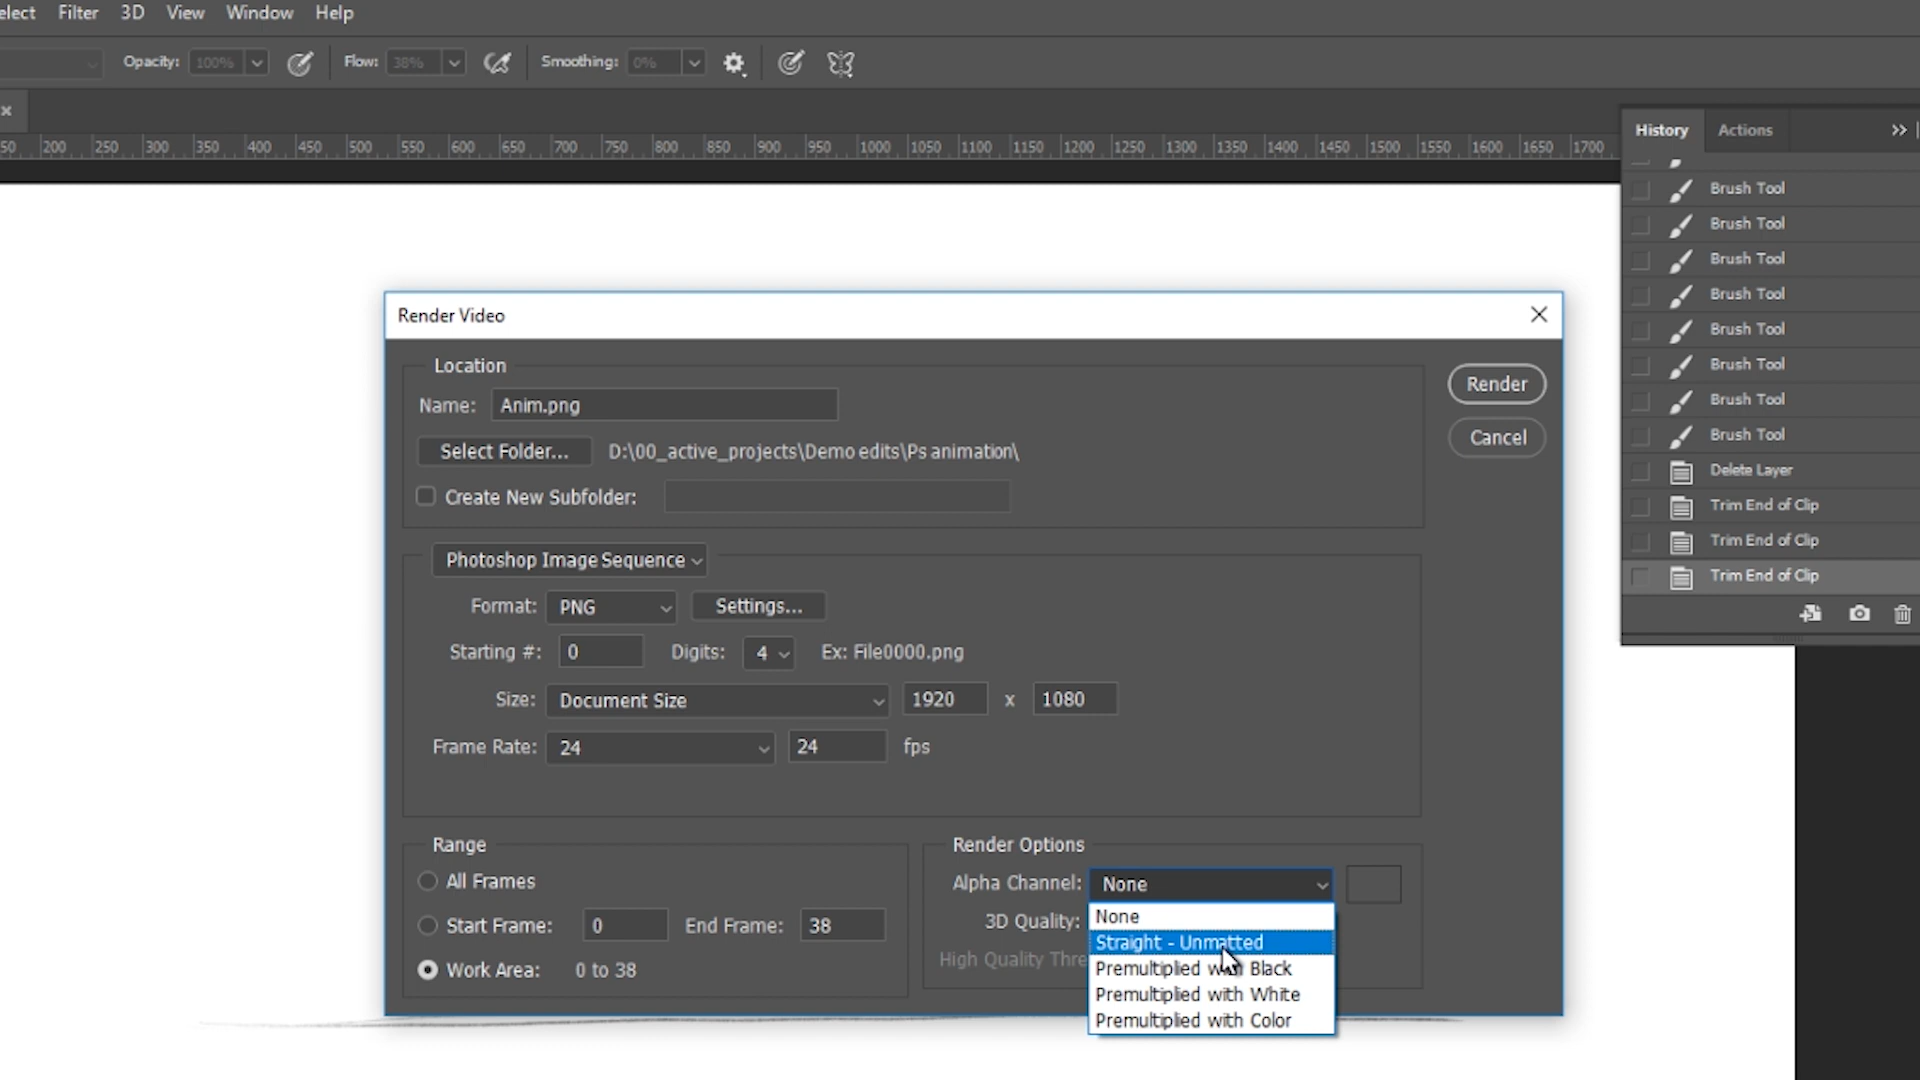 elect Filter 3D View Window Help
Opacity: 100% Flow: 38% Smoothing: 0%
50 200 250 300 350 400 450 500 550 600 650 700 750 800 850 900 950 1000 1050 1100 1150 1200 1250 1300 1350 1400 1450 1500 1550 1600 1650 1700
History Actions
Brush Tool
Brush Tool
Brush Tool
Brush Tool
Brush Tool
Brush Tool
Brush Tool
Brush Tool
Delete Layer
Trim End of Clip
Trim End of Clip
Trim End of Clip
Render Video
Location
Name: Anim.png
Select Folder... D:\00_active_projects\Demo edits\Ps animation\
Create New Subfolder:
Render
Cancel
Photoshop Image Sequence
Format: PNG Settings...
Starting #: 0 Digits: 4 Ex: File0000.png
Size: Document Size 1920 x 1080
Frame Rate: 24 24 fps
Range
All Frames
Start Frame: 0 End Frame: 38
Work Area: 0 to 38
Render Options
Alpha Channel: None
3D Quality:
High Quality Thre
None
Straight - Unmatted
Premultiplied with Black
Premultiplied with White
Premultiplied with Color